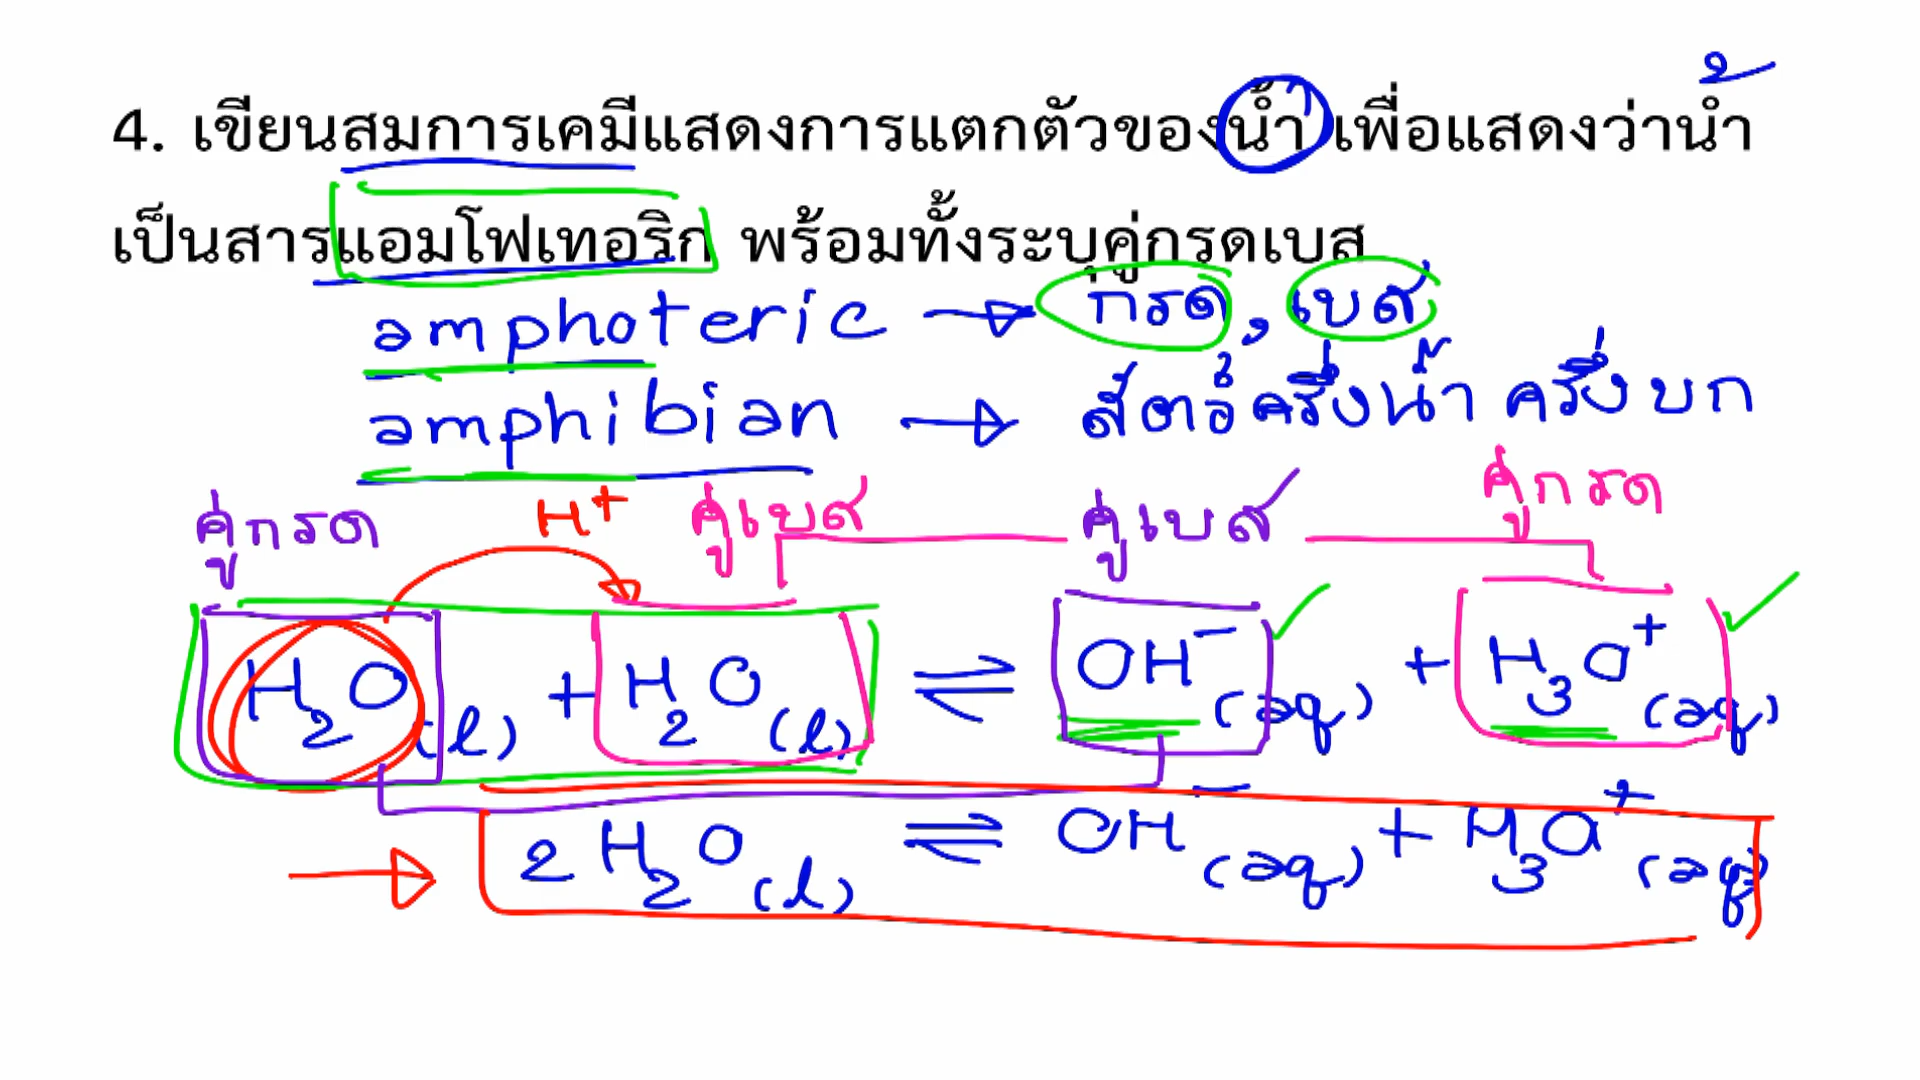 4. เขียนสมการเคมีแสดงการแตกตัวของน้ำ เพื่อแสดงว่าน้ำ
เป็นสารแอมโฟเทอริก พร้อมทั้งระบุคู่กรดเบส
amphoteric → กรด, เบส
amphibian → สัตว์ครึ่งน้ำ ครึ่งบก
คู่กรด H⁺ คู่เบส คู่เบส คู่กรด
H₂O(l) + H₂O(l) ⇌ OH⁻(aq) + H₃O⁺(aq)
→ 2H₂O(l) ⇌ OH⁻(aq) + H₃O⁺(aq)